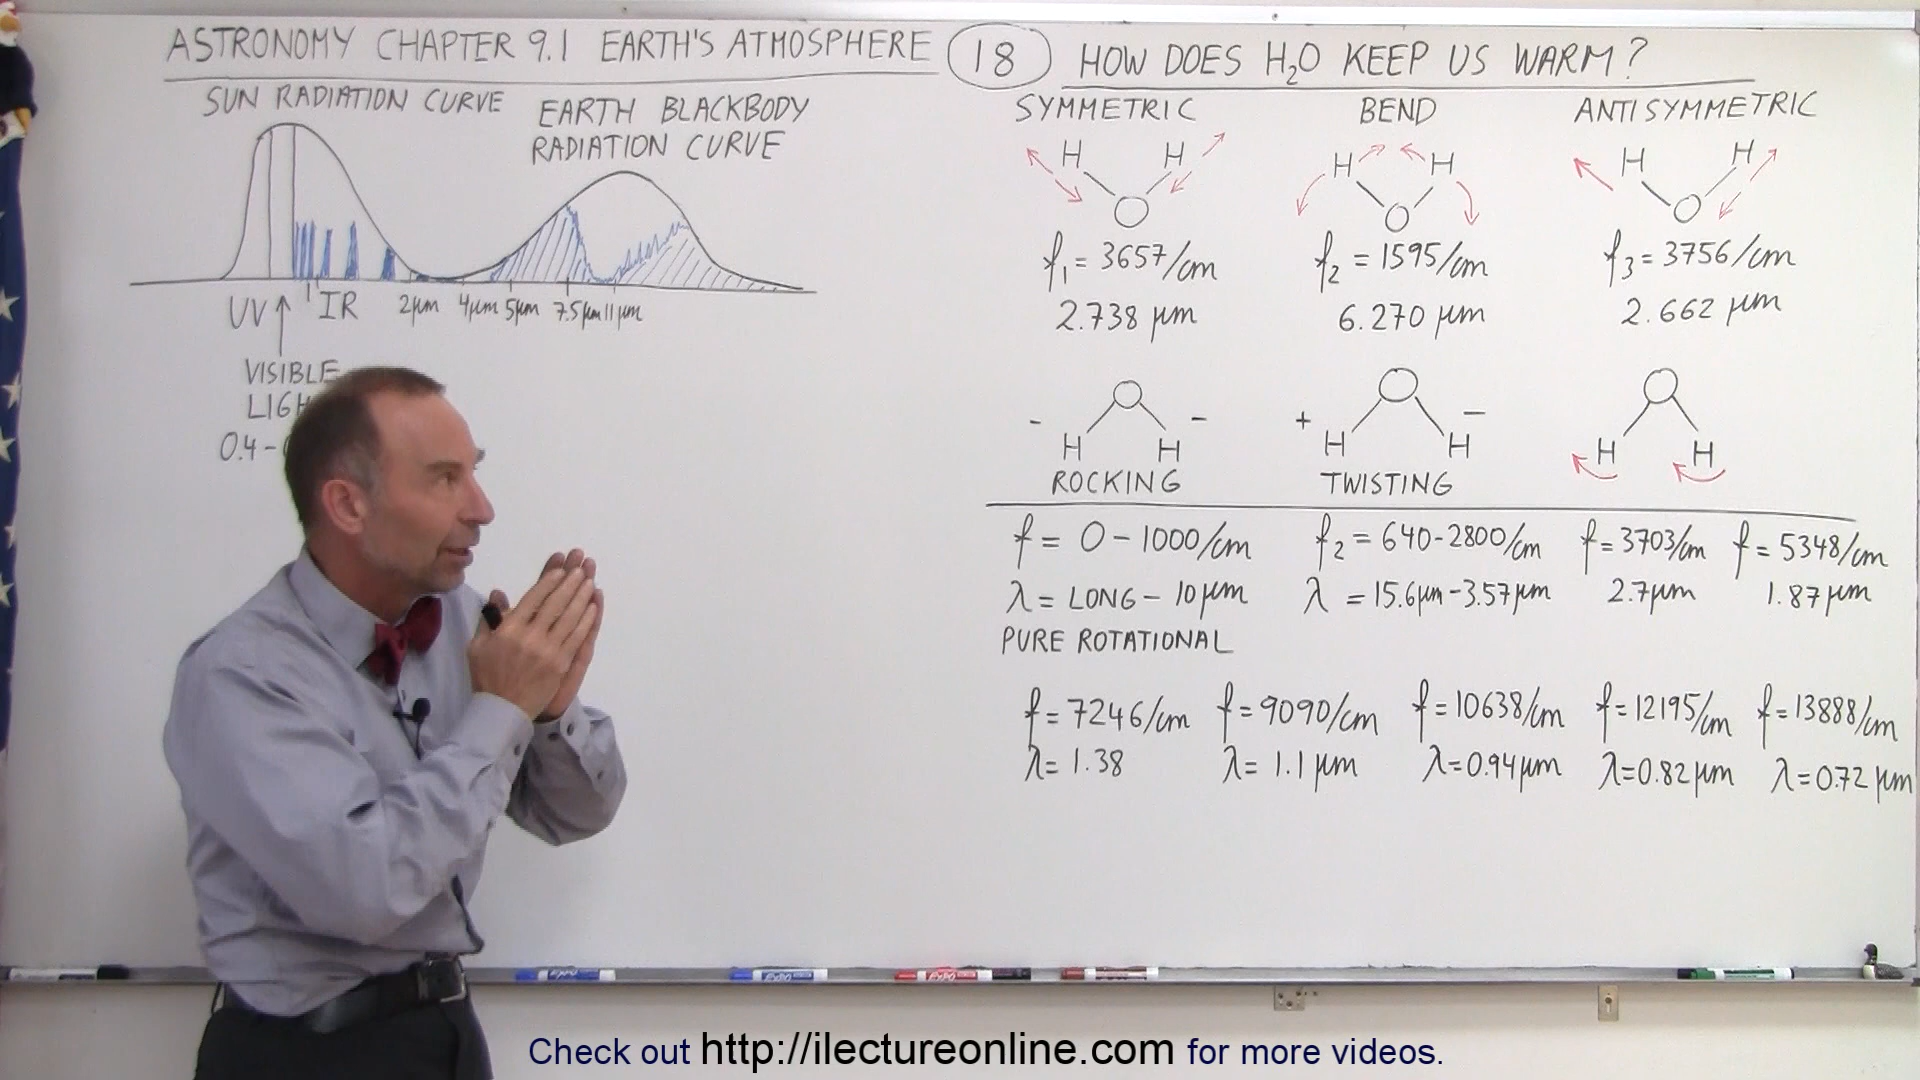 ASTRONOMY CHAPTER 9.1 EARTH'S ATMOSPHERE 18 HOW DOES H₂O KEEP US WARM?
SUN RADIATION CURVE
EARTH BLACKBODY
RADIATION CURVE
UV IR 2μm 4μm 5μm 7.5μm 11μm
VISIBLE
0.4-
SYMMETRIC BEND ANTISYMMETRIC
H H H H H H
O O O
f₁ = 3657/cm f₂ = 1595/cm f₃ = 3756/cm
2.738 μm 6.270 μm 2.662 μm
O O O
- H H - + H H - H H
ROCKING TWISTING
f = 0 - 1000/cm f₂ = 640-2800/cm f = 3703/cm f = 5348/cm
λ = LONG - 10μm λ = 15.6μm-3.57μm 2.7μm 1.87μm
PURE ROTATIONAL
f = 7246/cm f = 9090/cm f = 10638/cm f = 12195/cm f = 13888/cm
λ = 1.38 λ = 1.1μm λ = 0.94μm λ = 0.82μm λ = 0.72μm
Check out http://ilectureonline.com for more videos.